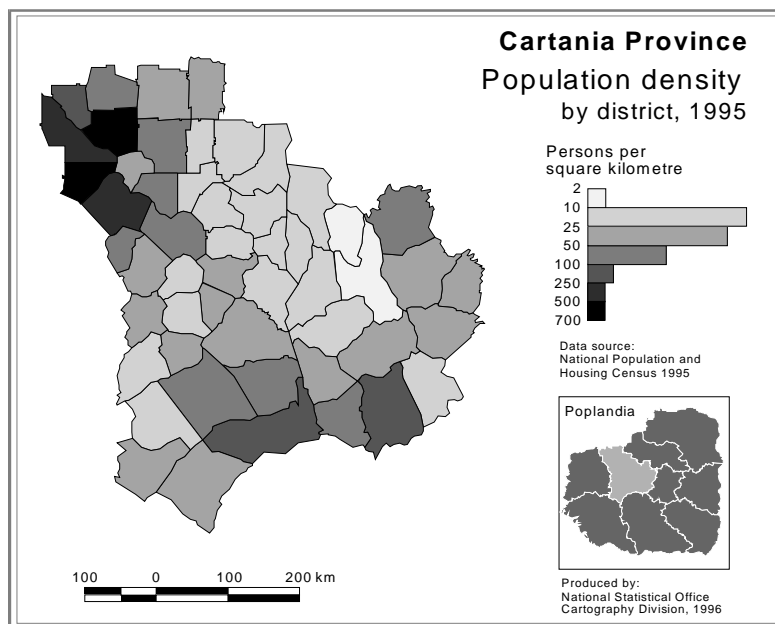 Cartania Province
Population density
by district, 1995
Persons per
square kilometre
2
10
25
50
100
250
500
700
Data source:
National Population and
Housing Census 1995
Poplandia
100 0 100 200 km
Produced by:
National Statistical Office
Cartography Division, 1996